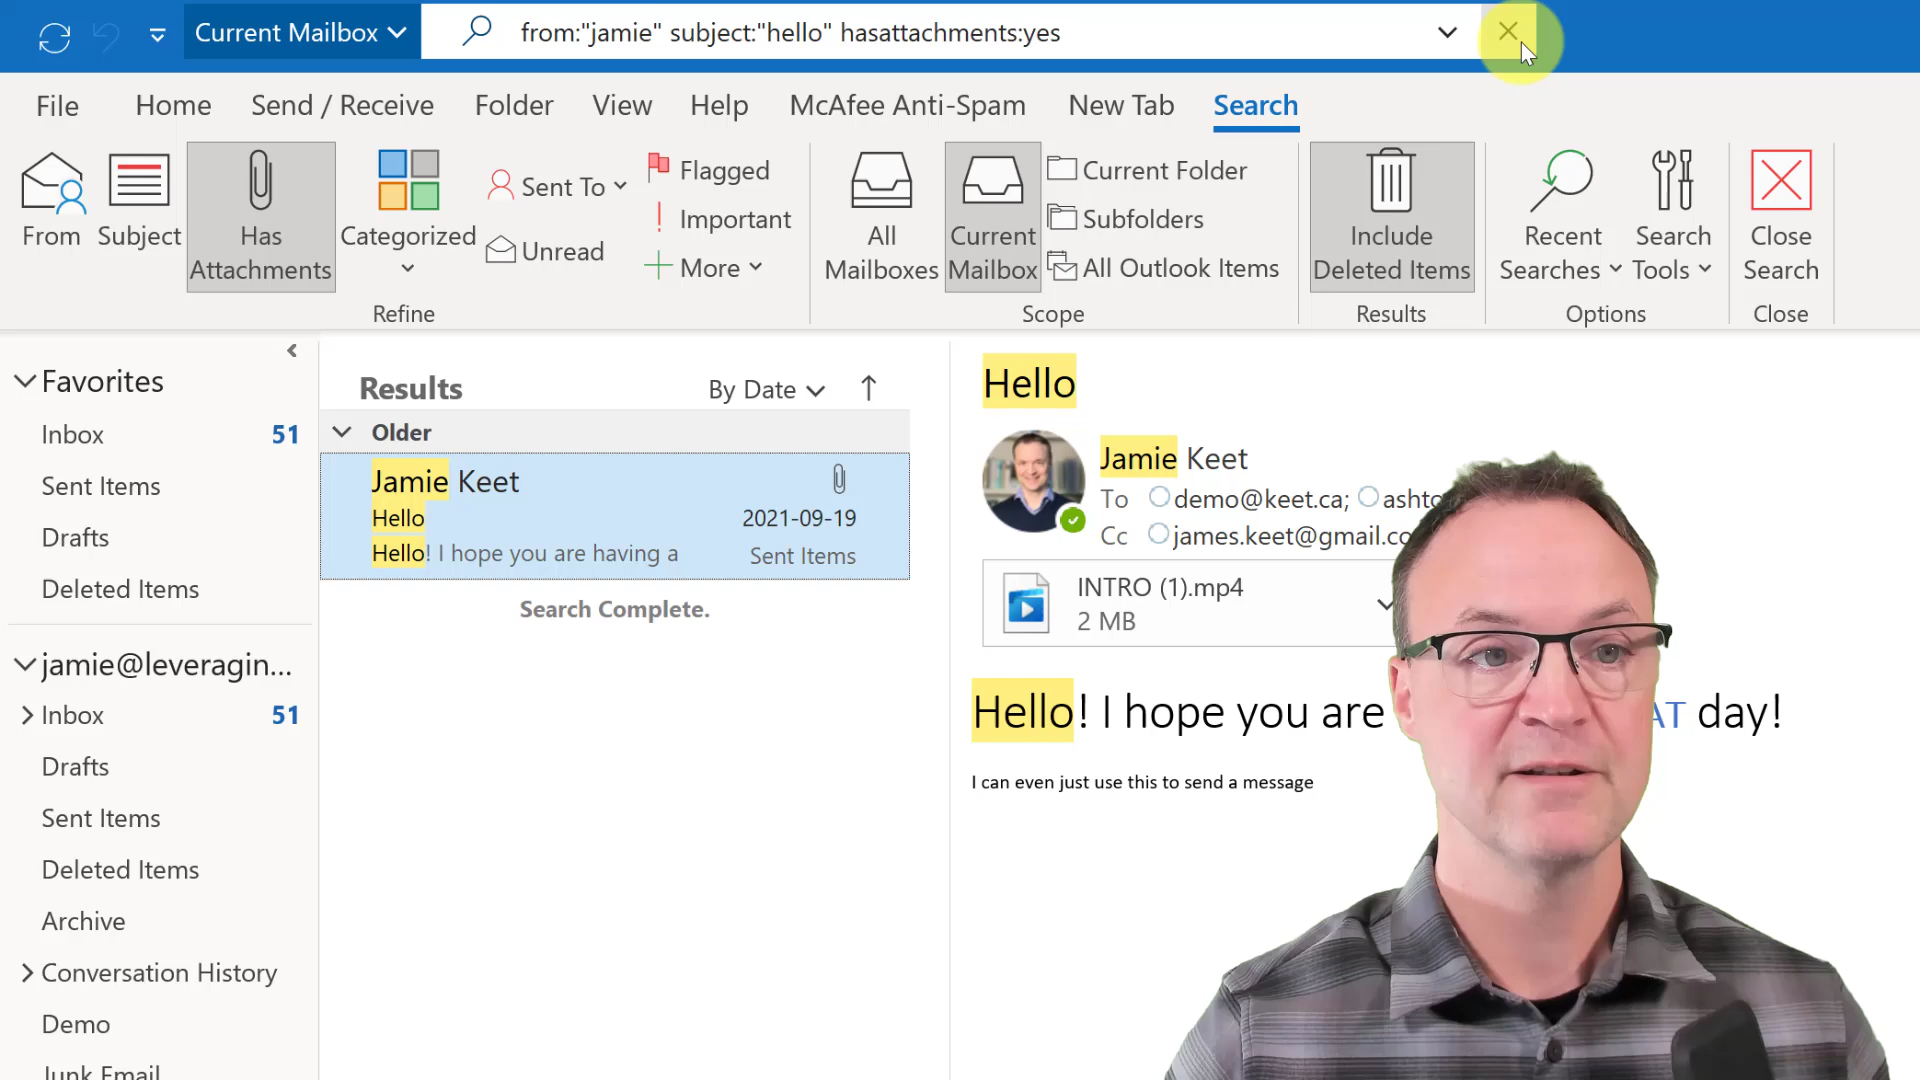 Current Mailbox
from:"jamie" subject:"hello" hasattachments:yes
File Home Send / Receive Folder View Help McAfee Anti-Spam New Tab Search
From
Subject
Has
Attachments
Categorized
Sent To
Unread
Flagged
Important
More
Refine
All
Mailboxes
Current
Mailbox
Current Folder
Subfolders
All Outlook Items
Scope
Include
Deleted Items
Results
Recent
Searches
Search
Tools
Options
Close
Search
Close
Favorites
Inbox 51
Sent Items
Drafts
Deleted Items
jamie@leveragin...
Inbox 51
Drafts
Sent Items
Deleted Items
Archive
Conversation History
Demo
Junk Email
Results By Date
Older
Jamie Keet
Hello 2021-09-19
Hello! I hope you are having a Sent Items
Search Complete.
Hello
Jamie Keet
To demo@keet.ca; ashto
Cc james.keet@gmail.co
INTRO (1).mp4
2 MB
Hello! I hope you are AT day!
I can even just use this to send a message